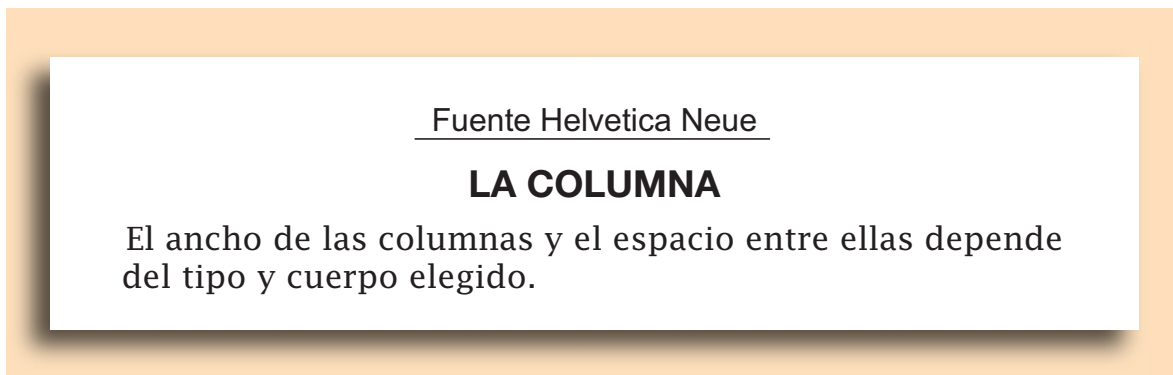 Fuente Helvetica Neue
LA COLUMNA
El ancho de las columnas y el espacio entre ellas depende
del tipo y cuerpo elegido.